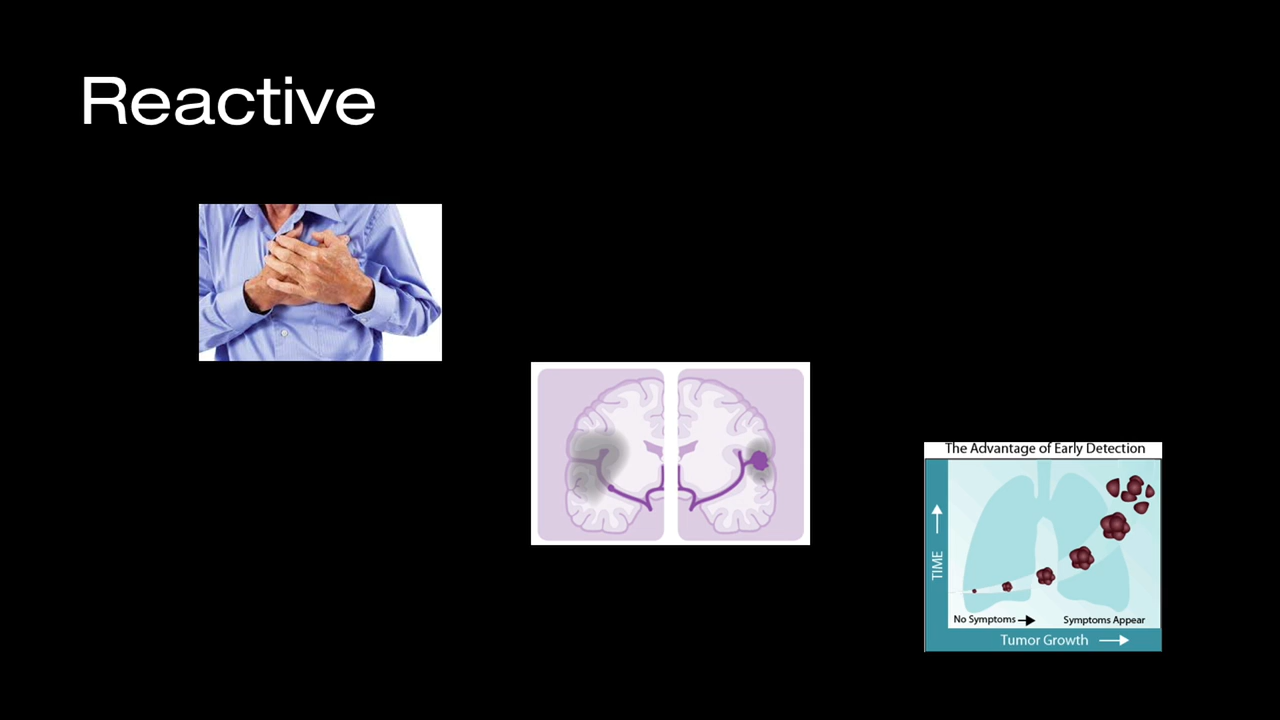 Reactive
The Advantage of Early Detection
TIME
No Symptoms
Symptoms Appear
Tumor Growth